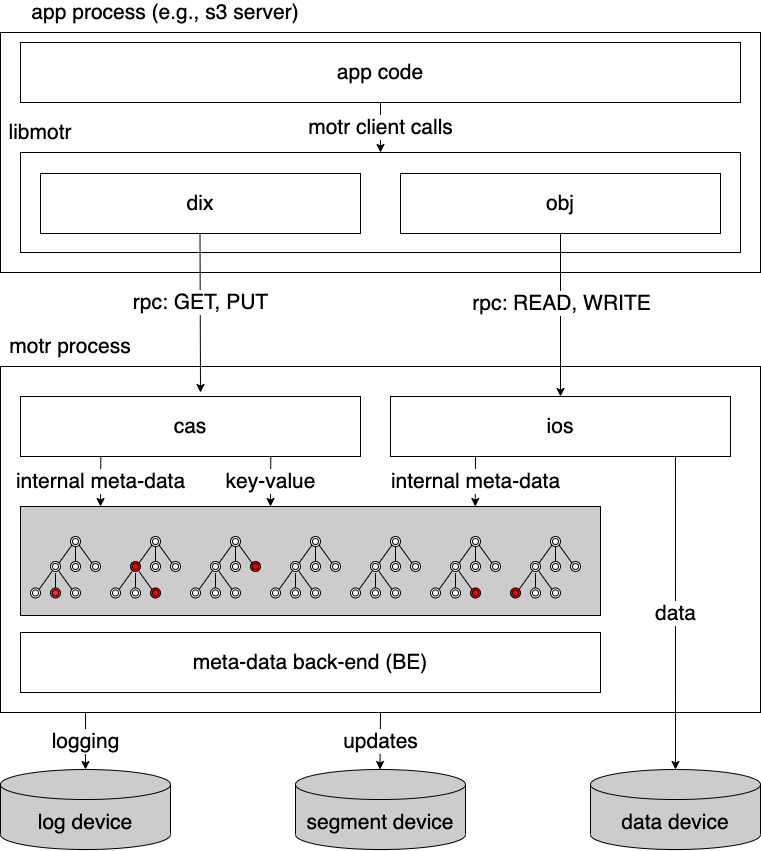 app process (e.g., s3 server)
app code
libmotr
motr client calls
dix
obj
rpc: GET, PUT
rpc: READ, WRITE
motr process
cas
ios
internal meta-data
key-value
internal meta-data
data
meta-data back-end (BE)
logging
updates
log device
segment device
data device